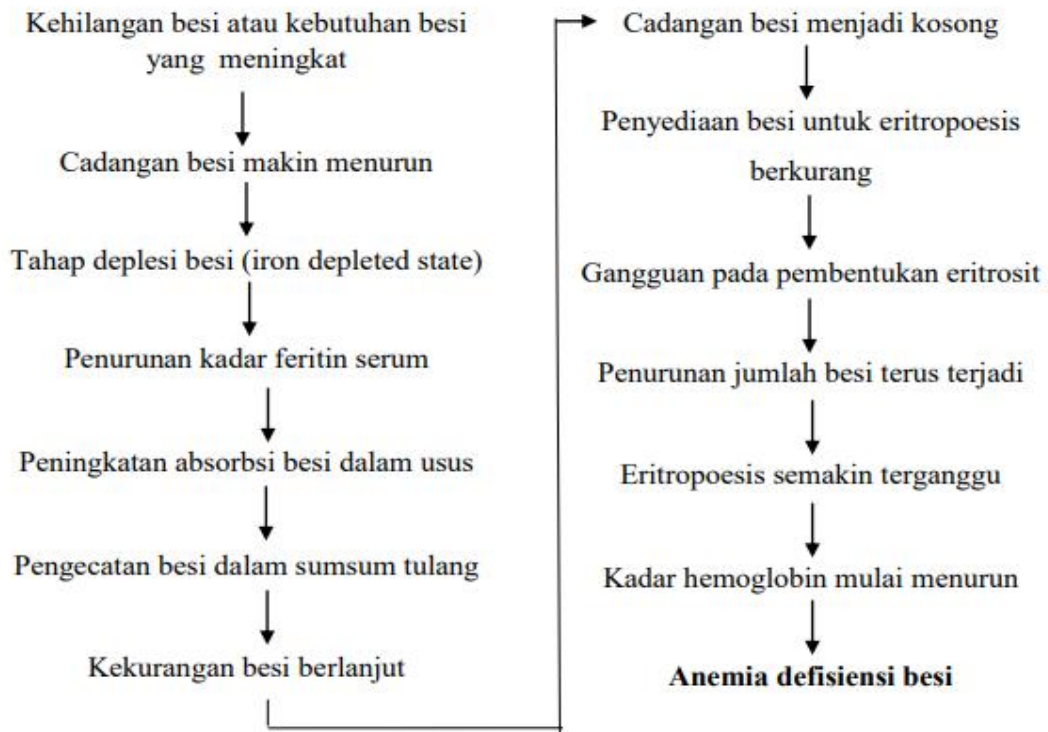 Kehilangan besi atau kebutuhan besi
yang meningkat
Cadangan besi makin menurun
Tahap deplesi besi (iron depleted state)
Penurunan kadar feritin serum
Peningkatan absorbsi besi dalam usus
Pengecatan besi dalam sumsum tulang
Kekurangan besi berlanjut
Cadangan besi menjadi kosong
Penyediaan besi untuk eritropoesis
berkurang
Gangguan pada pembentukan eritrosit
Penurunan jumlah besi terus terjadi
Eritropoesis semakin terganggu
Kadar hemoglobin mulai menurun
Anemia defisiensi besi